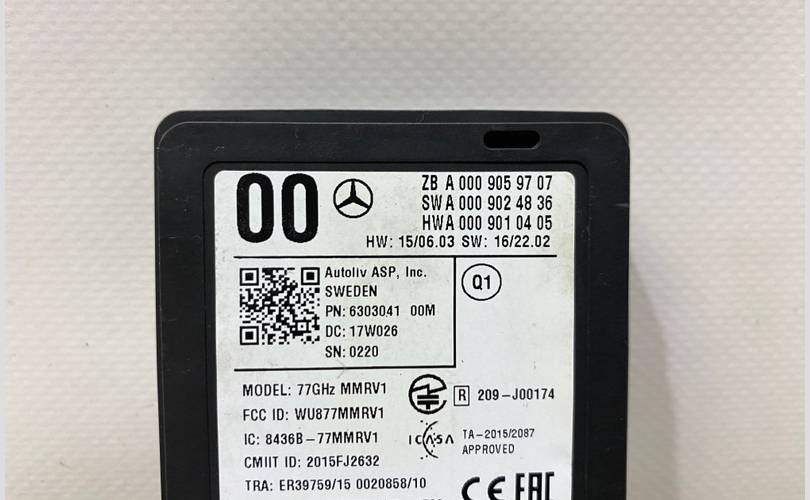 00
ZB A 000 905 97 07
SW A 000 902 48 36
HW A 000 901 04 05
HW: 15/06.03 SW: 16/22.02
Autoliv ASP, Inc.
SWEDEN
PN: 6303041 00M
DC: 17W026
SN: 0220
Q1
MODEL: 77GHz MMRV1
FCC ID: WU877MMRV1
IC: 8436B-77MMRV1
CMIIT ID: 2015FJ2632
TRA: ER39759/15 0020858/10
R 209-J00174
ICASA
TA-2015/2087
APPROVED
CE EAC